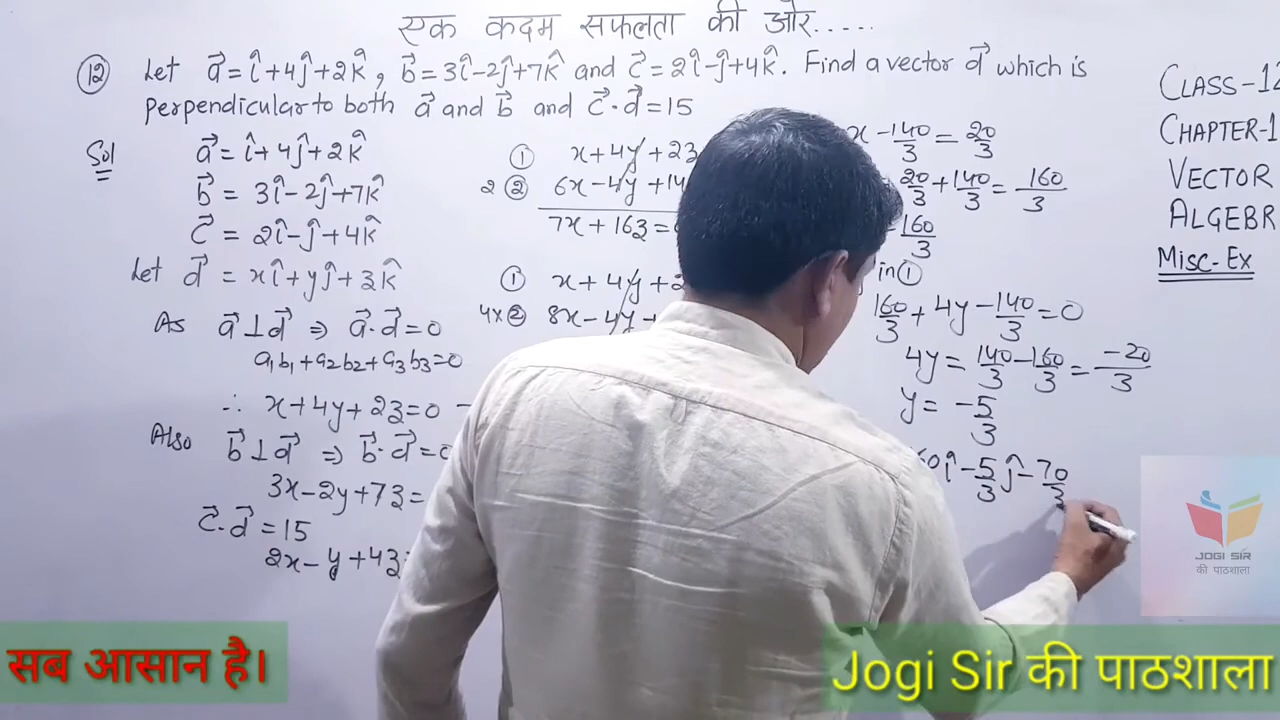 एक कदम सफलता की ओर.....
⑫ Let a⃗ = î+4ĵ+2k̂, b⃗ = 3î-2ĵ+7k̂ and c⃗ = 2î-ĵ+4k̂. Find a vector d⃗ which is
perpendicular to both a⃗ and b⃗ and c⃗·d⃗ = 15
Sol
a⃗ = î+4ĵ+2k̂
b⃗ = 3î-2ĵ+7k̂
c⃗ = 2î-ĵ+4k̂
Let d⃗ = xî+yĵ+zk̂
As a⃗⊥d⃗ ⇒ a⃗·d⃗=0
a₁b₁+a₂b₂+a₃b₃=0
∴ x+4y+2z=0 -
Also b⃗⊥d⃗ ⇒ b⃗·d⃗=0
3x-2y+7z=
c⃗·d⃗ = 15
2x-y+4z
① x+4y+2z
2 ② 6x-4y+14
7x+16z=
① x+4y+2
4x② 8x-4y+
x - 140/3 = 20/3
20/3 + 140/3 = 160/3
160/3
in ①
160/3 + 4y - 140/3 = 0
4y = 140/3 - 160/3 = -20/3
y = -5/3
î - 5/3 ĵ - 70/3
CLASS-12
CHAPTER-1
VECTOR
ALGEBR
MISC-EX
JOGI SIR
की पाठशाला
सब आसान है।
Jogi Sir की पाठशाला